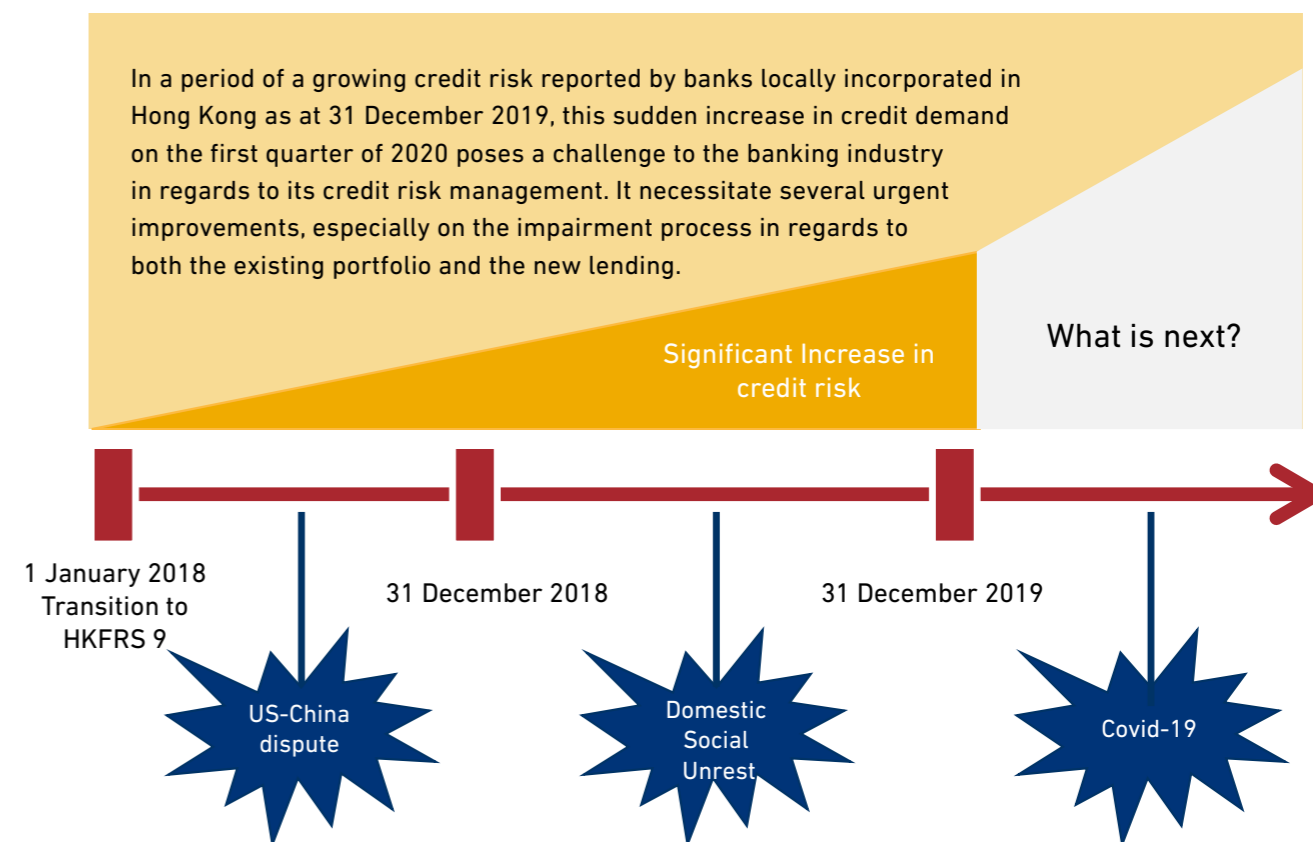 In a period of a growing credit risk reported by banks locally incorporated in
Hong Kong as at 31 December 2019, this sudden increase in credit demand
on the first quarter of 2020 poses a challenge to the banking industry
in regards to its credit risk management. It necessitate several urgent
improvements, especially on the impairment process in regards to
both the existing portfolio and the new lending.
Significant Increase in
credit risk
What is next?
1 January 2018
Transition to
HKFRS 9
31 December 2018
31 December 2019
US-China
dispute
Domestic
Social
Unrest
Covid-19